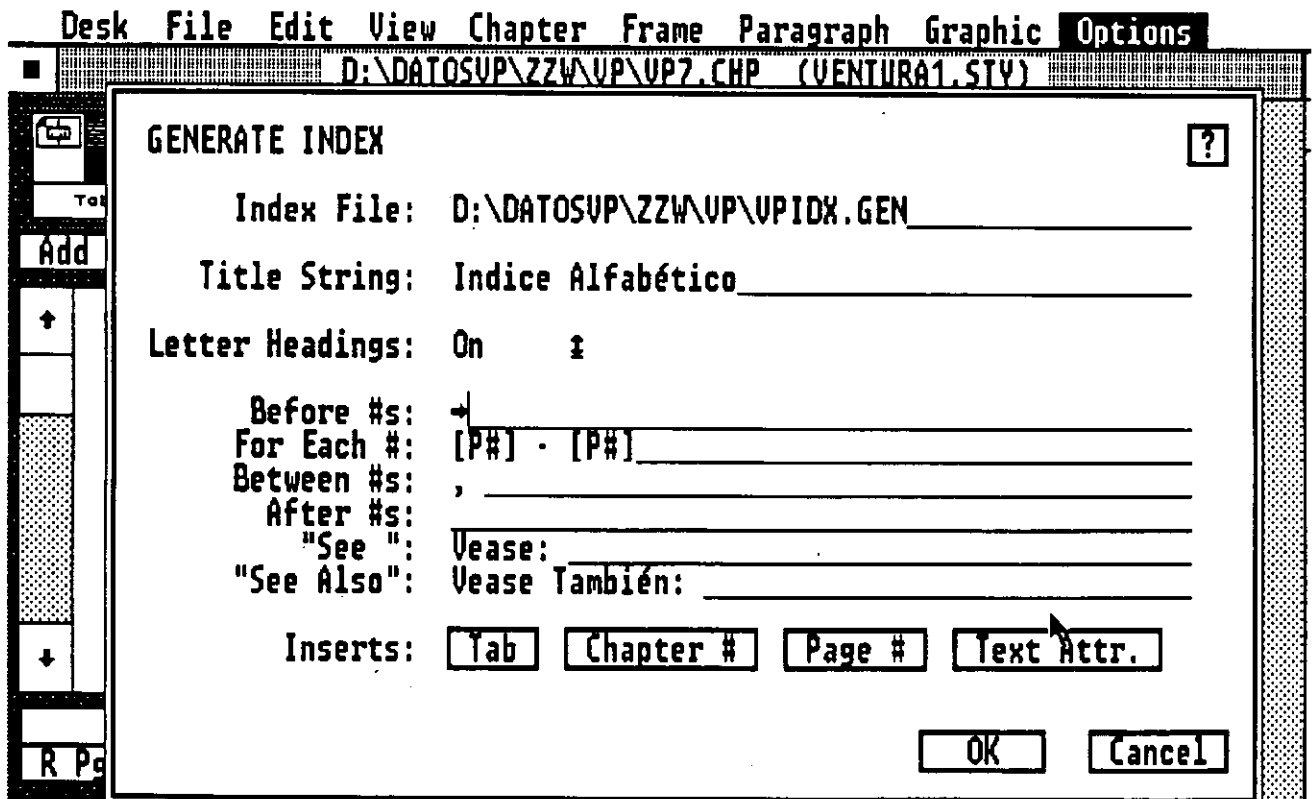 Desk File Edit View Chapter Frame Paragraph Graphic Options
D:\DATOSVP\ZZW\VP\VP7.CHP (VENTURA1.STY)
GENERATE INDEX ?
Index File: D:\DATOSVP\ZZW\VP\VPIDX.GEN
Add
Title String: Indice Alfabético
Letter Headings: On
Before #s: →
For Each #: [P#] - [P#]
Between #s: ,
After #s:
"See ": Vease:
"See Also": Vease También:
Inserts: Tab Chapter # Page # Text Attr.
OK Cancel
R Pg